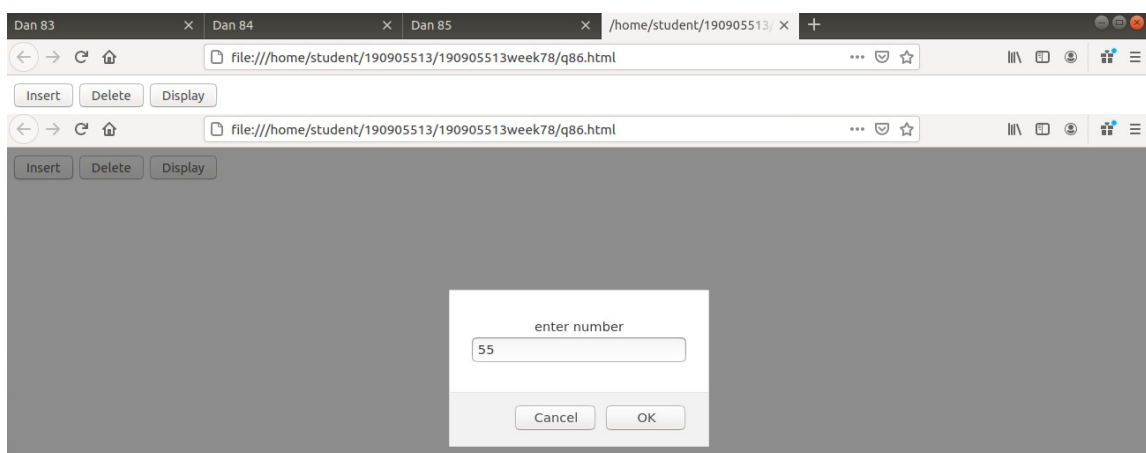 Dan 83 Dan 84 Dan 85 /home/student/190905513/
file:///home/student/190905513/190905513week78/q86.html
Insert Delete Display
file:///home/student/190905513/190905513week78/q86.html
Insert Delete Display
enter number
55
Cancel OK